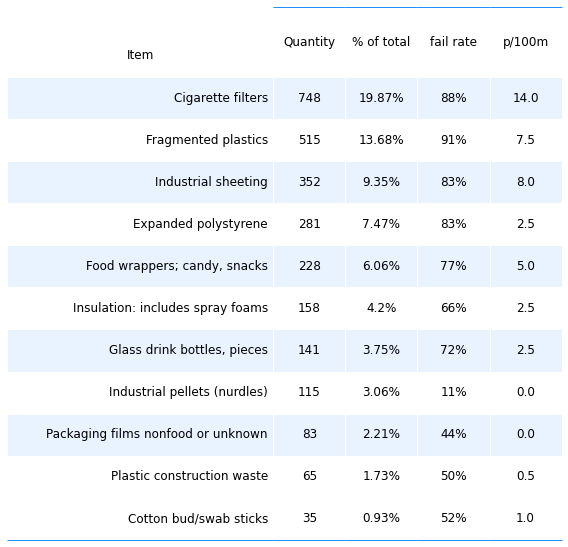 Item Quantity % of total fail rate p/100m
Cigarette filters 748 19.87% 88% 14.0
Fragmented plastics 515 13.68% 91% 7.5
Industrial sheeting 352 9.35% 83% 8.0
Expanded polystyrene 281 7.47% 83% 2.5
Food wrappers; candy, snacks 228 6.06% 77% 5.0
Insulation: includes spray foams 158 4.2% 66% 2.5
Glass drink bottles, pieces 141 3.75% 72% 2.5
Industrial pellets (nurdles) 115 3.06% 11% 0.0
Packaging films nonfood or unknown 83 2.21% 44% 0.0
Plastic construction waste 65 1.73% 50% 0.5
Cotton bud/swab sticks 35 0.93% 52% 1.0